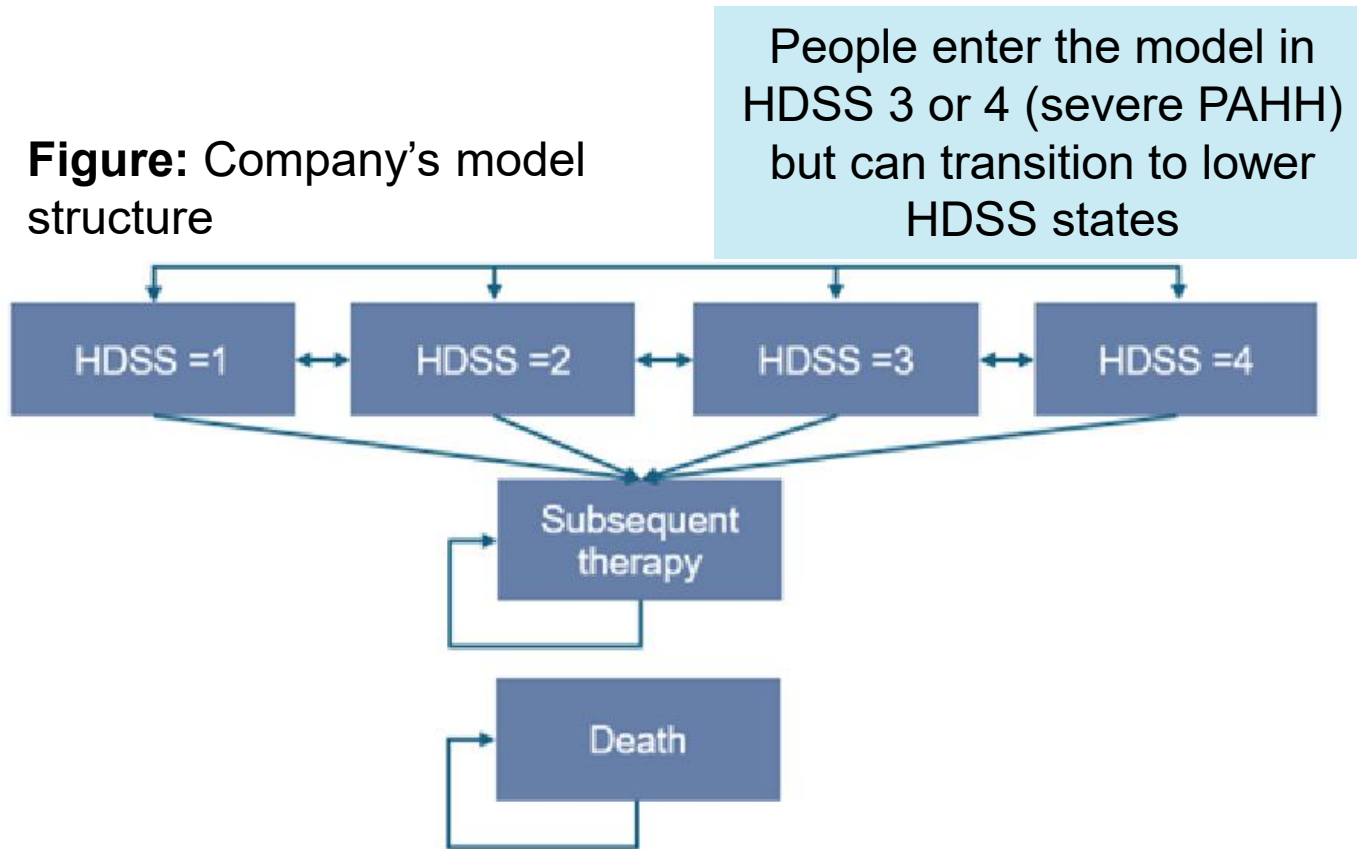 People enter the model in
HDSS 3 or 4 (severe PAHH)
but can transition to lower
HDSS states
Figure: Company’s model
structure
HDSS =1
HDSS =2
HDSS =3
HDSS =4
Subsequent
therapy
Death